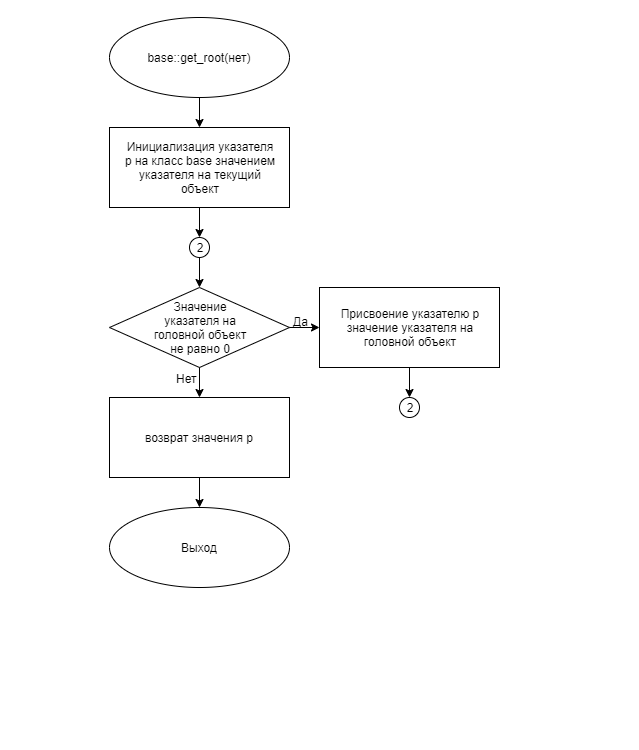 base::get_root(нет)
Инициализация указателя
p на класс base значением
указателя на текущий
объект
2
Значение
указателя на
головной объект
не равно 0
Да
Присвоение указателю p
значение указателя на
головной объект
2
Нет
возврат значения p
Выход